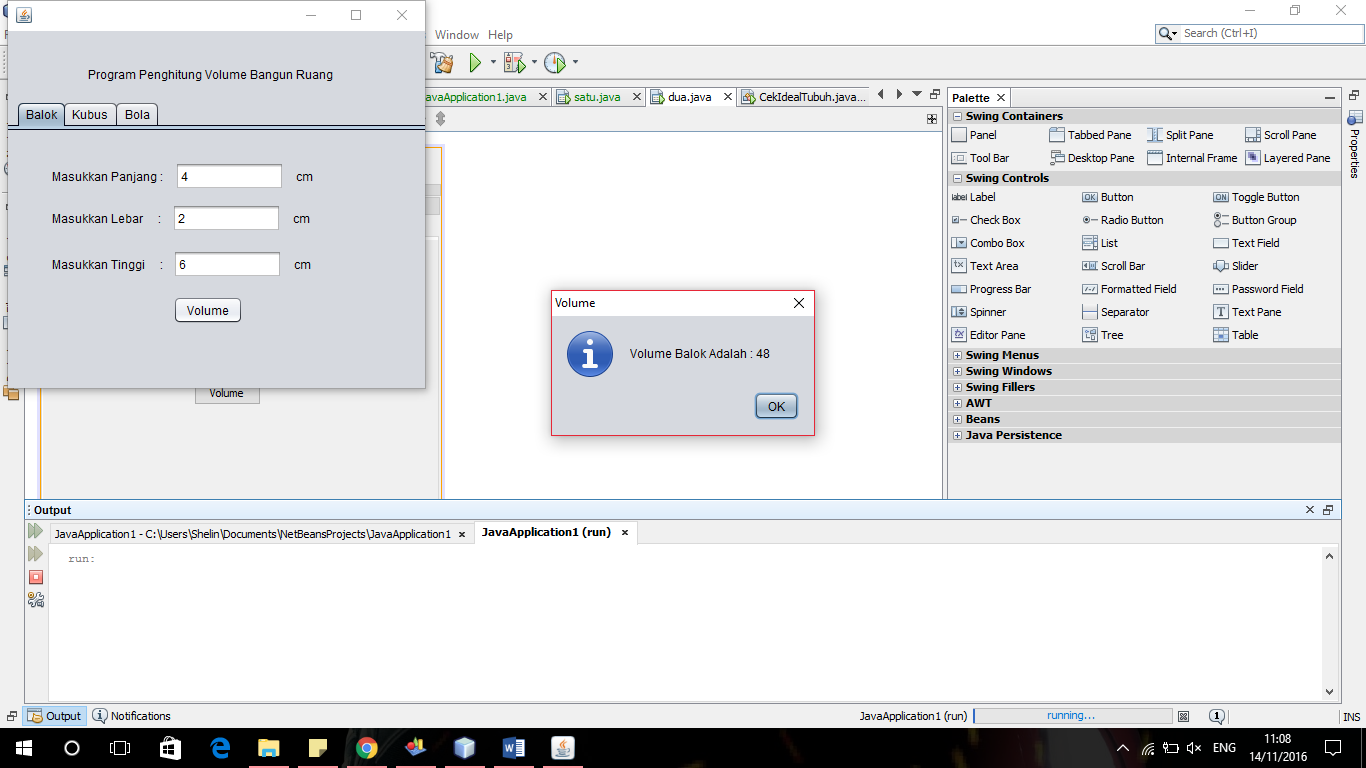 Window Help
Search (Ctrl+I)
Program Penghitung Volume Bangun Ruang
Balok Kubus Bola
Masukkan Panjang : 4 cm
Masukkan Lebar : 2 cm
Masukkan Tinggi : 6 cm
Volume
Volume
avaApplication1.java satu.java dua.java CekIdealTubuh.java...
Volume
Volume Balok Adalah : 48
OK
Palette
Swing Containers
Panel Tabbed Pane Split Pane Scroll Pane
Tool Bar Desktop Pane Internal Frame Layered Pane
Swing Controls
Label Button Toggle Button
Check Box Radio Button Button Group
Combo Box List Text Field
Text Area Scroll Bar Slider
Progress Bar Formatted Field Password Field
Spinner Separator Text Pane
Editor Pane Tree Table
Swing Menus
Swing Windows
Swing Fillers
AWT
Beans
Java Persistence
Properties
Output
JavaApplication1 - C:\Users\Shelin\Documents\NetBeansProjects\JavaApplication1 JavaApplication1 (run)
run:
Output Notifications JavaApplication1 (run) running... 1 INS
ENG 11:08
14/11/2016